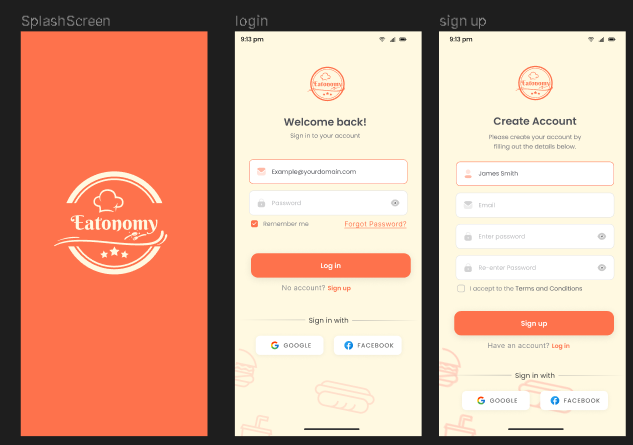 SplashScreen
Eatonomy
login
9:13 pm
Eatonomy
Welcome back!
Sign in to your account
Example@yourdomain.com
Password
Remember me
Forgot Password?
Log in
No account? Sign up
Sign in with
GOOGLE
FACEBOOK
sign up
9:13 pm
Eatonomy
Create Account
Please create your account by
filling out the details below.
James Smith
Email
Enter password
Re-enter Password
I accept to the Terms and Conditions
Sign up
Have an account? Log in
Sign in with
GOOGLE
FACEBOOK